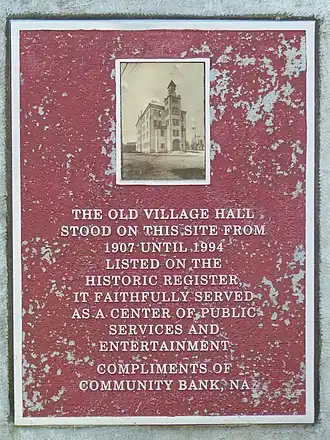 THE OLD VILLAGE HALL
STOOD ON THIS SITE FROM
1907 UNTIL 1994
LISTED ON THE
HISTORIC REGISTER,
IT FAITHFULLY SERVED
AS A CENTER OF PUBLIC
SERVICES AND
ENTERTAINMENT
COMPLIMENTS OF
COMMUNITY BANK, NA